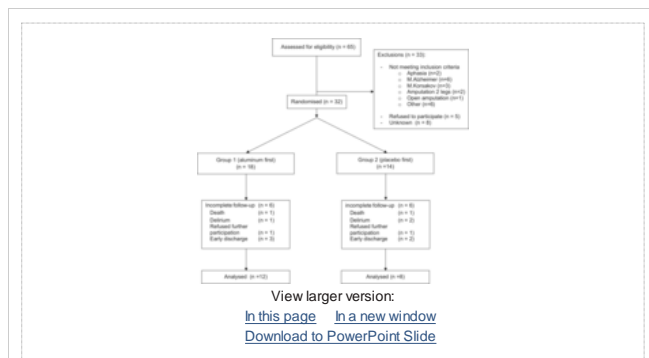 Assessed for eligibility (n = 65)
Exclusions (n = 33):
- Not meeting inclusion criteria
o Aphasia (n=2)
o M.Alzheimer (n=6)
o M.Korsakov (n=3)
o Amputation 2 legs (n=2)
o Open amputation (n=1)
o Other (n=6)
- Refused to participate (n = 5)
- Unknown (n = 8)
Randomised (n = 32)
Group 1 (aluminum first)
(n = 18)
Group 2 (placebo first)
(n =14)
Incomplete follow-up (n = 6)
Death (n = 1)
Delirium (n = 1)
Refused further
participation (n = 1)
Early discharge (n = 3)
Incomplete follow-up (n = 6)
Death (n = 1)
Delirium (n = 2)
Refused further
participation (n = 1)
Early discharge (n = 2)
Analysed (n =12)
Analysed (n =8)
View larger version:
In this page In a new window
Download to PowerPoint Slide